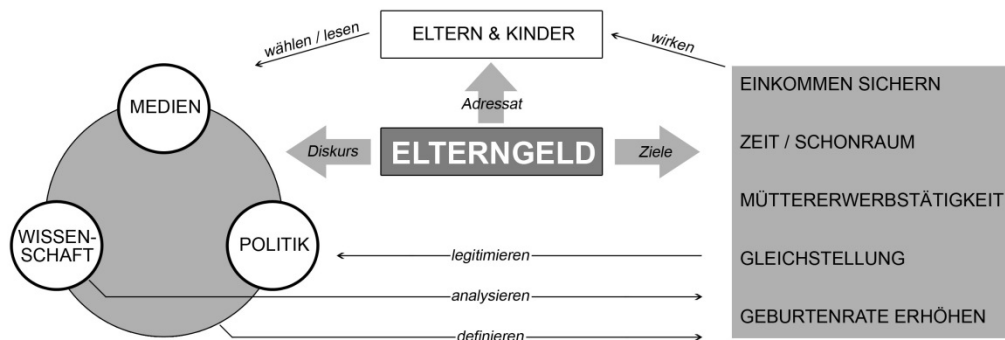 wählen / lesen
ELTERN & KINDER
wirken
MEDIEN
Adressat
Diskurs
ELTERNGELD
Ziele
EINKOMMEN SICHERN
ZEIT / SCHONRAUM
MÜTTERERWERBSTÄTIGKEIT
GLEICHSTELLUNG
GEBURTENRATE ERHÖHEN
WISSEN-
SCHAFT
POLITIK
legitimieren
analysieren
definieren